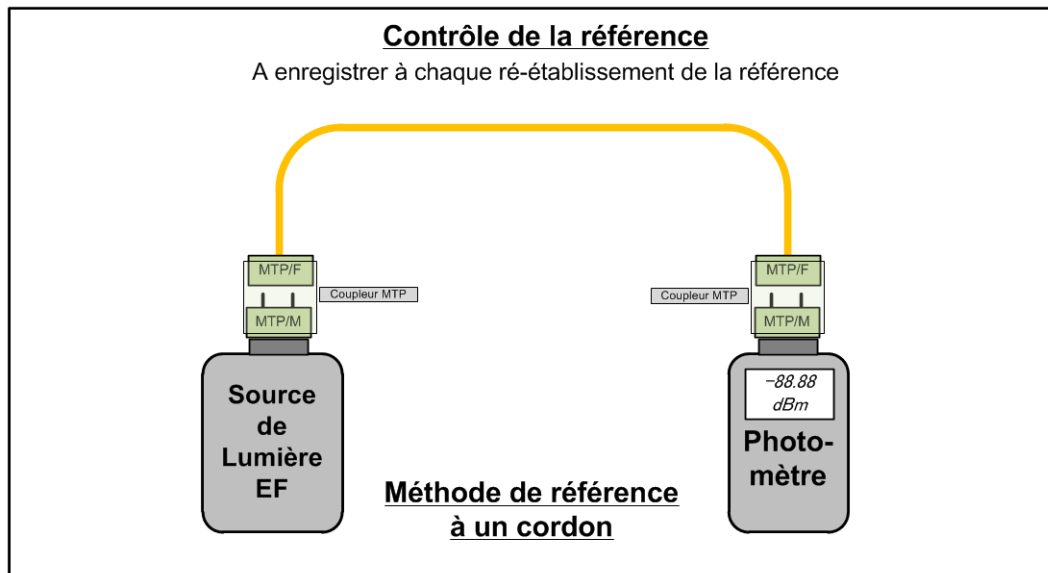 Contrôle de la référence
A enregistrer à chaque ré-établissement de la référence
MTP/F
Coupleur MTP
MTP/M
MTP/F
Coupleur MTP
MTP/M
Source
de
Lumière
EF
−88.88
dBm
Photo-
mètre
Méthode de référence
à un cordon